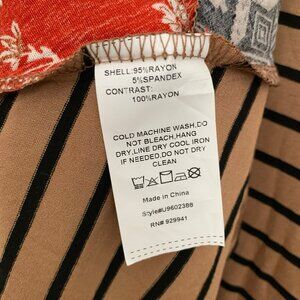 SHELL: 95%RAYON
5%SPANDEX
CONTRAST:
100%RAYON
COLD MACHINE WASH,DO
NOT BLEACH,HANG
DRY,LINE DRY COOL IRON
IF NEEDED,DO NOT DRY
CLEAN
Made in China
Style#U9602388
RN# 929941